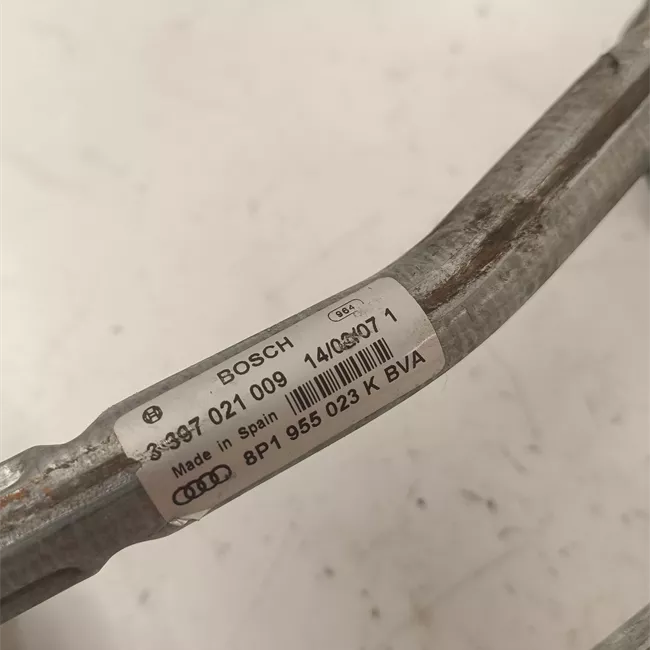 964
BOSCH
3 397 021 009 14/03/07 1
Made in Spain
8P1 955 023 K BVA